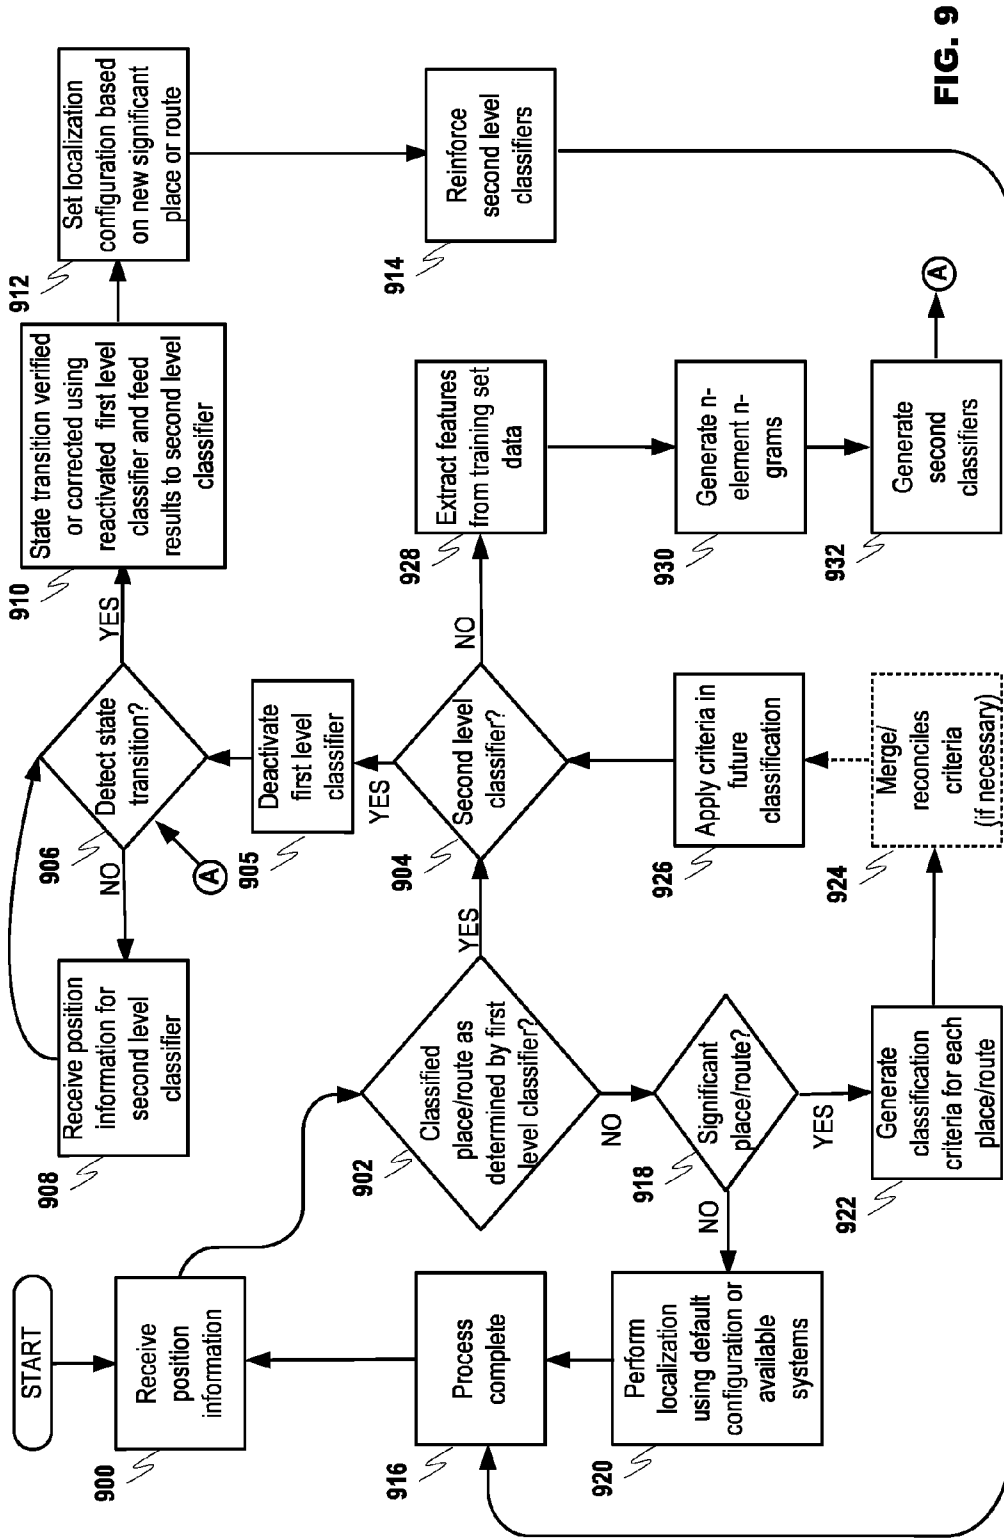 START
900
Receive
position
information
902
Classified
place/route as
determined by first
level classifier?
YES
NO
904
Second level
classifier?
YES
NO
905
Deactivate
first level
classifier
906
Detect state
transition?
A
NO
YES
908
Receive position
information for
second level
classifier
910
State transition verified
or corrected using
reactivated first level
classifier and feed
results to second level
classifier
912
Set localization
configuration based
on new significant
place or route
914
Reinforce
second level
classifiers
916
Process
complete
918
Significant
place/route?
NO
YES
920
Perform
localization
using default
configuration or
available
systems
922
Generate
classification
criteria for each
place/route
924
Merge/
reconciles
criteria
(if necessary)
926
Apply criteria in
future
classification
928
Extract features
from training set
data
930
Generate n-
element n-
grams
932
Generate
second
classifiers
A
FIG. 9